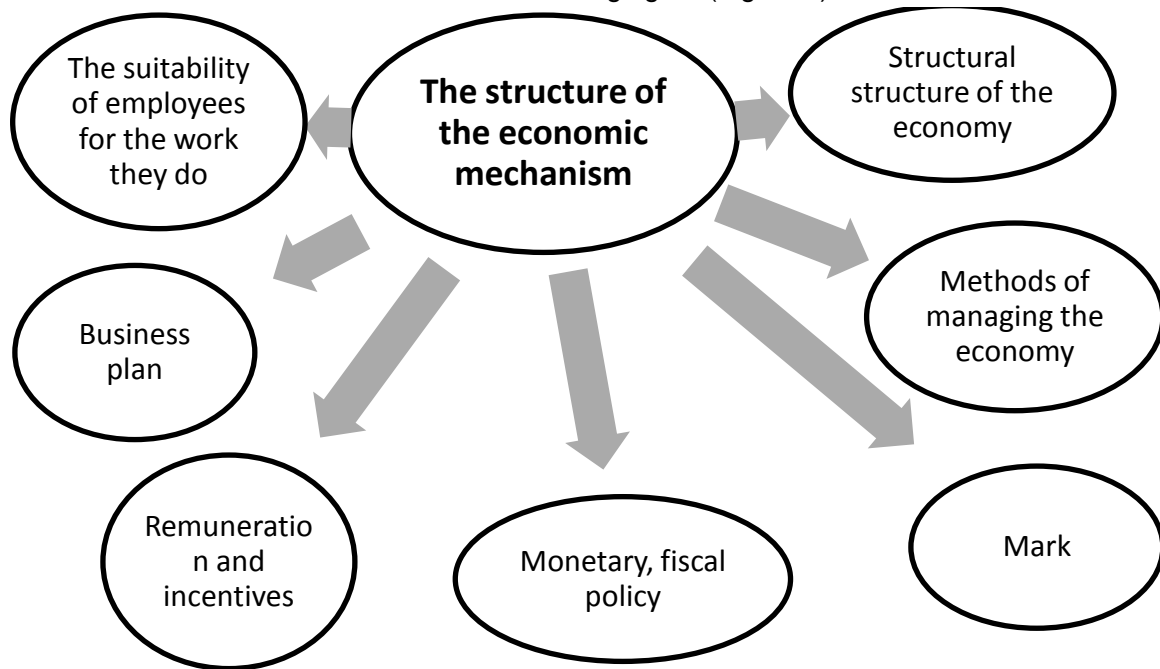 The structure of
the economic
mechanism
The suitability
of employees
for the work
they do
Structural
structure of the
economy
Business
plan
Methods of
managing the
economy
Remuneratio
n and
incentives
Monetary, fiscal
policy
Mark